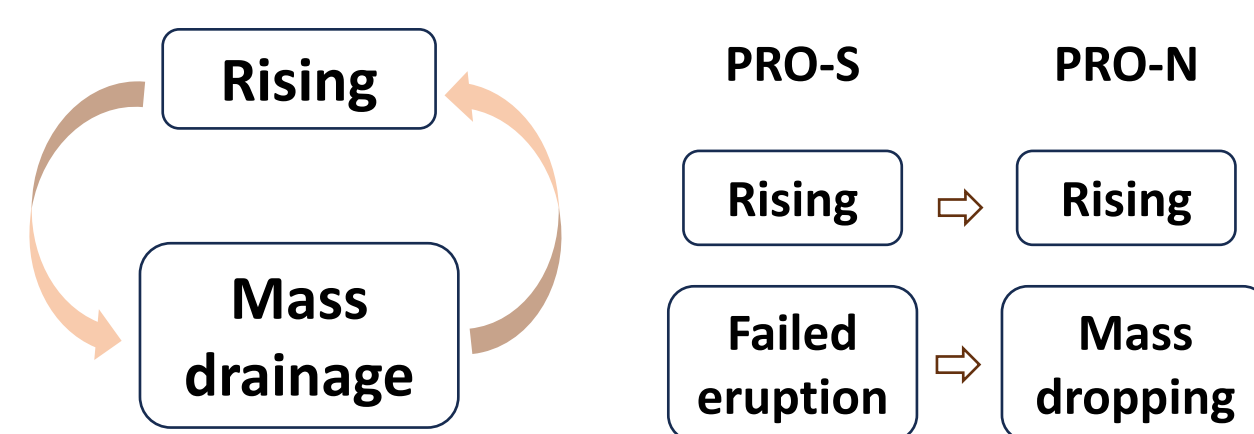 Rising
Mass
drainage
PRO-S
PRO-N
Rising
Rising
Failed
eruption
Mass
dropping